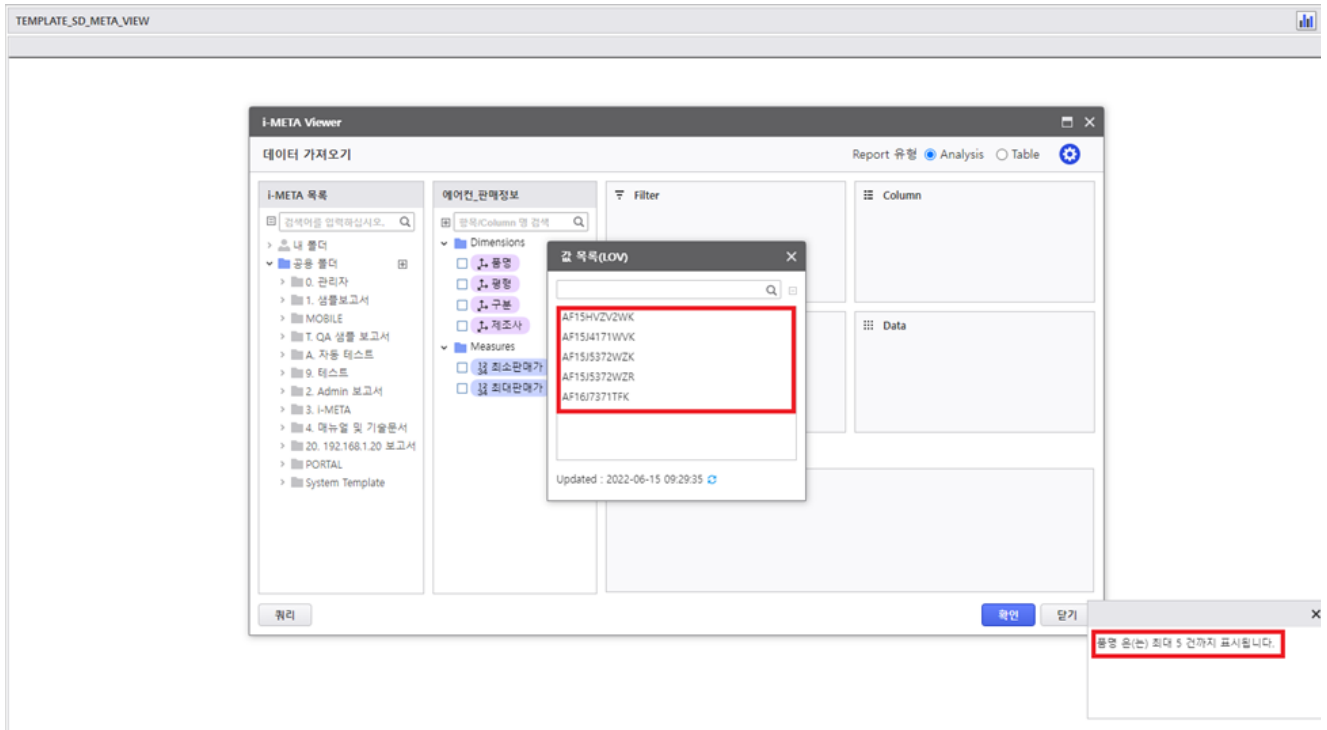 TEMPLATE_SD_META_VIEW
i-META Viewer
데이터 가져오기
Report 유형 Analysis Table
i-META 목록
검색어를 입력하십시오.
내 폴더
공용 폴더
0. 관리자
1. 샘플보고서
MOBILE
T. QA 샘플 보고서
A. 자동 테스트
9. 테스트
2. Admin 보고서
3. i-META
4. 매뉴얼 및 기술문서
20. 192.168.1.20 보고서
PORTAL
System Template
에어컨_판매정보
항목/Column 명 검색
Dimensions
품명
평형
구분
제조사
Measures
최소판매가
최대판매가
Filter
Column
Data
값 목록(LOV)
AF15HVZV2WK
AF15J4171WVK
AF15J5372WZK
AF15J5372WZR
AF16J7371TFK
Updated : 2022-06-15 09:29:35
쿼리
확인
닫기
품명 은(는) 최대 5 건까지 표시됩니다.